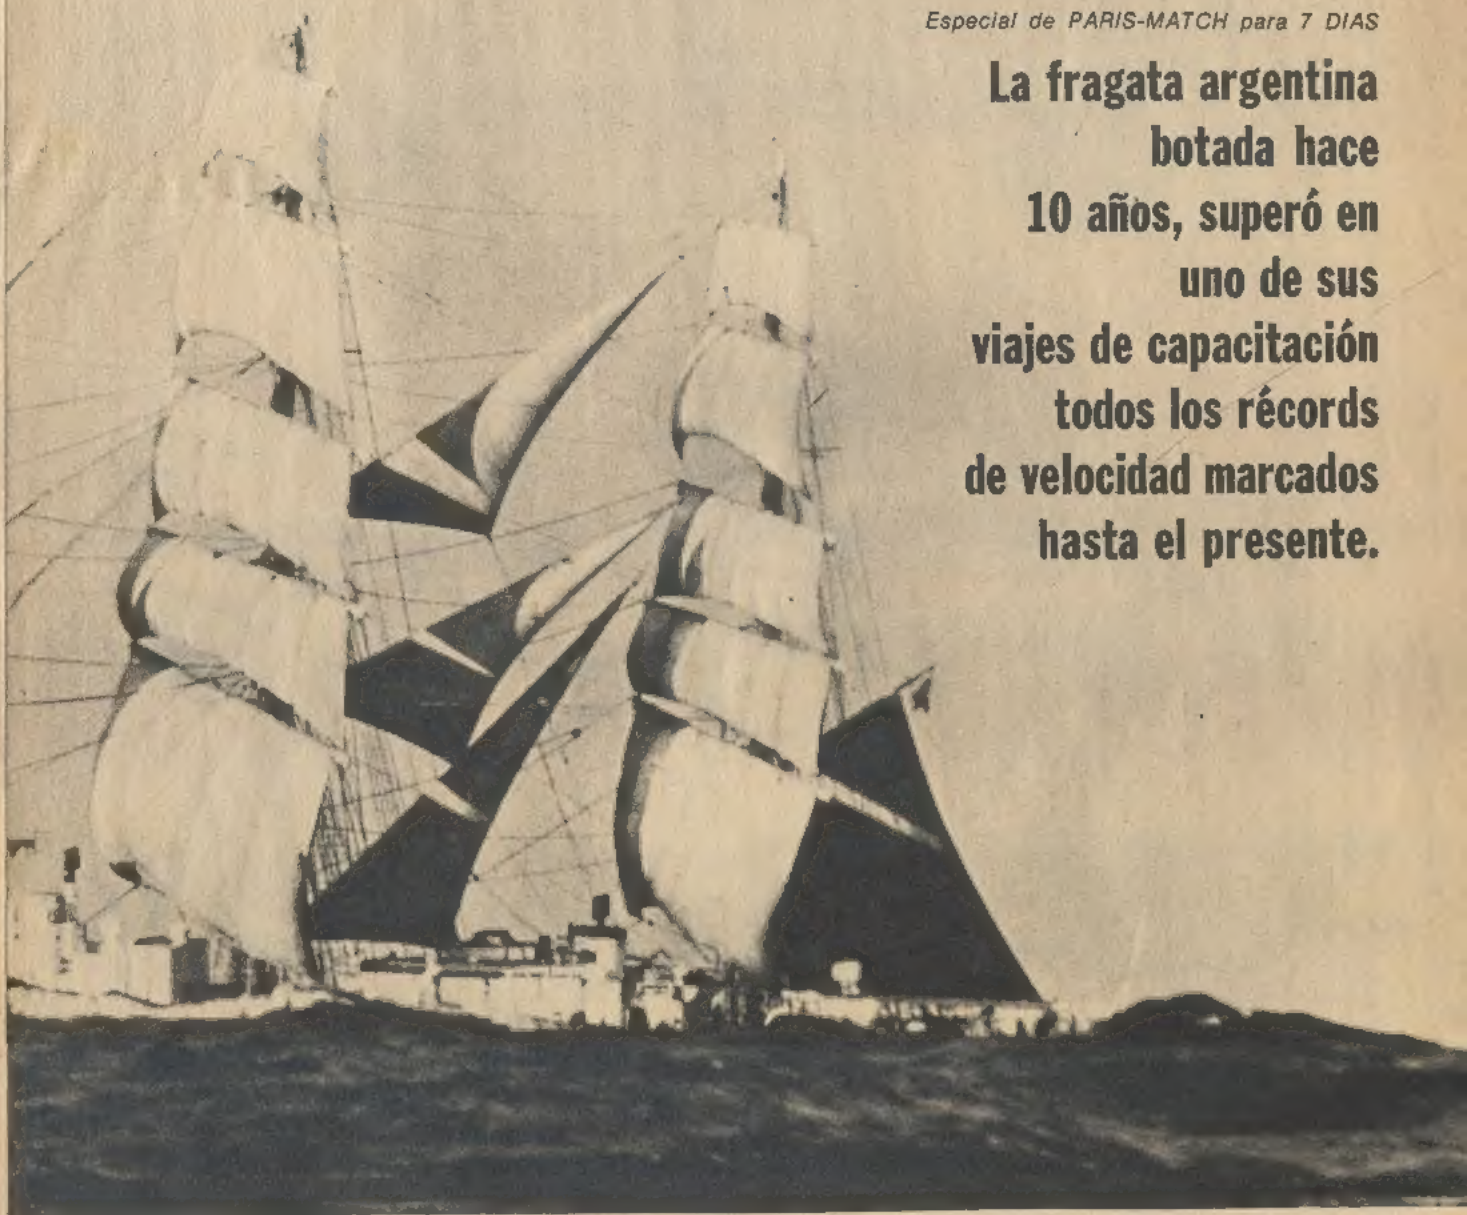 Especial de PARIS-MATCH para 7 DIAS
La fragata argentina
botada hace
10 años, superó en
uno de sus
viajes de capacitación
todos los récords
de velocidad marcados
hasta el presente.